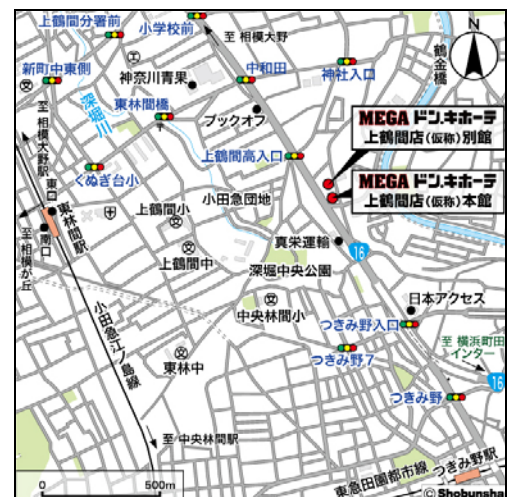 上鶴間分署前
小学校前
至 相模大野
N
鶴金橋
新町中東側
神奈川青果
中和田
神社入口
至 相模大野駅
深堀川
東林間橋
ブックオフ
MEGA ドン.キホーテ
上鶴間店(仮称)別館
上鶴間高入口
くぬぎ台小
MEGA ドン.キホーテ
上鶴間店(仮称)本館
東口
東林間駅
南口
至 相模が丘
上鶴間小
小田急団地
上鶴間中
真栄運輸
16
深堀中央公園
日本アクセス
中央林間小
つきみ野入口
小田急江ノ島線
つきみ野7
至 横浜町田
インター
東林中
16
つきみ野
至 中央林間駅
東急田園都市線 つきみ野駅
0 500m
© Shobunsha